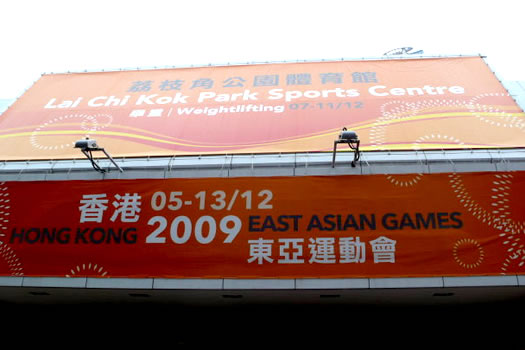 荔枝角公園體育館
Lai Chi Kok Park Sports Centre
舉重 | Weightlifting 07-11/12
香港 05-13/12
HONG KONG 2009 EAST ASIAN GAMES
東亞運動會